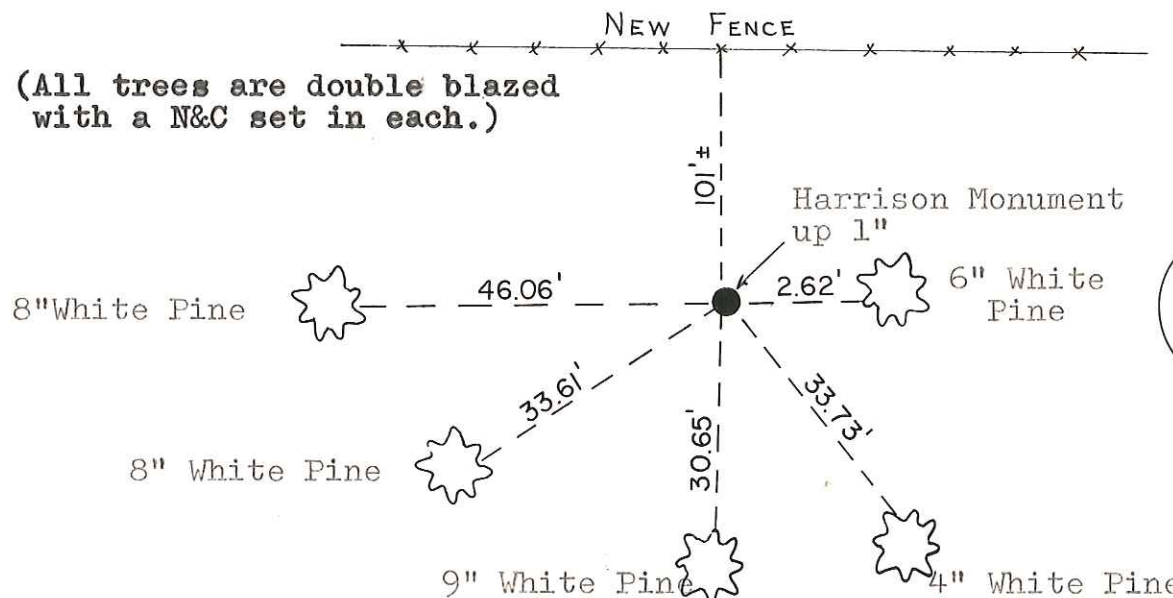 NEW FENCE
(All trees are double blazed
with a N&C set in each.)
101'±
Harrison Monument
up 1"
8"White Pine
46.06'
2.62'
6" White
Pine
33.61'
30.65'
33.73'
8" White Pine
9" White Pine
4" White Pine